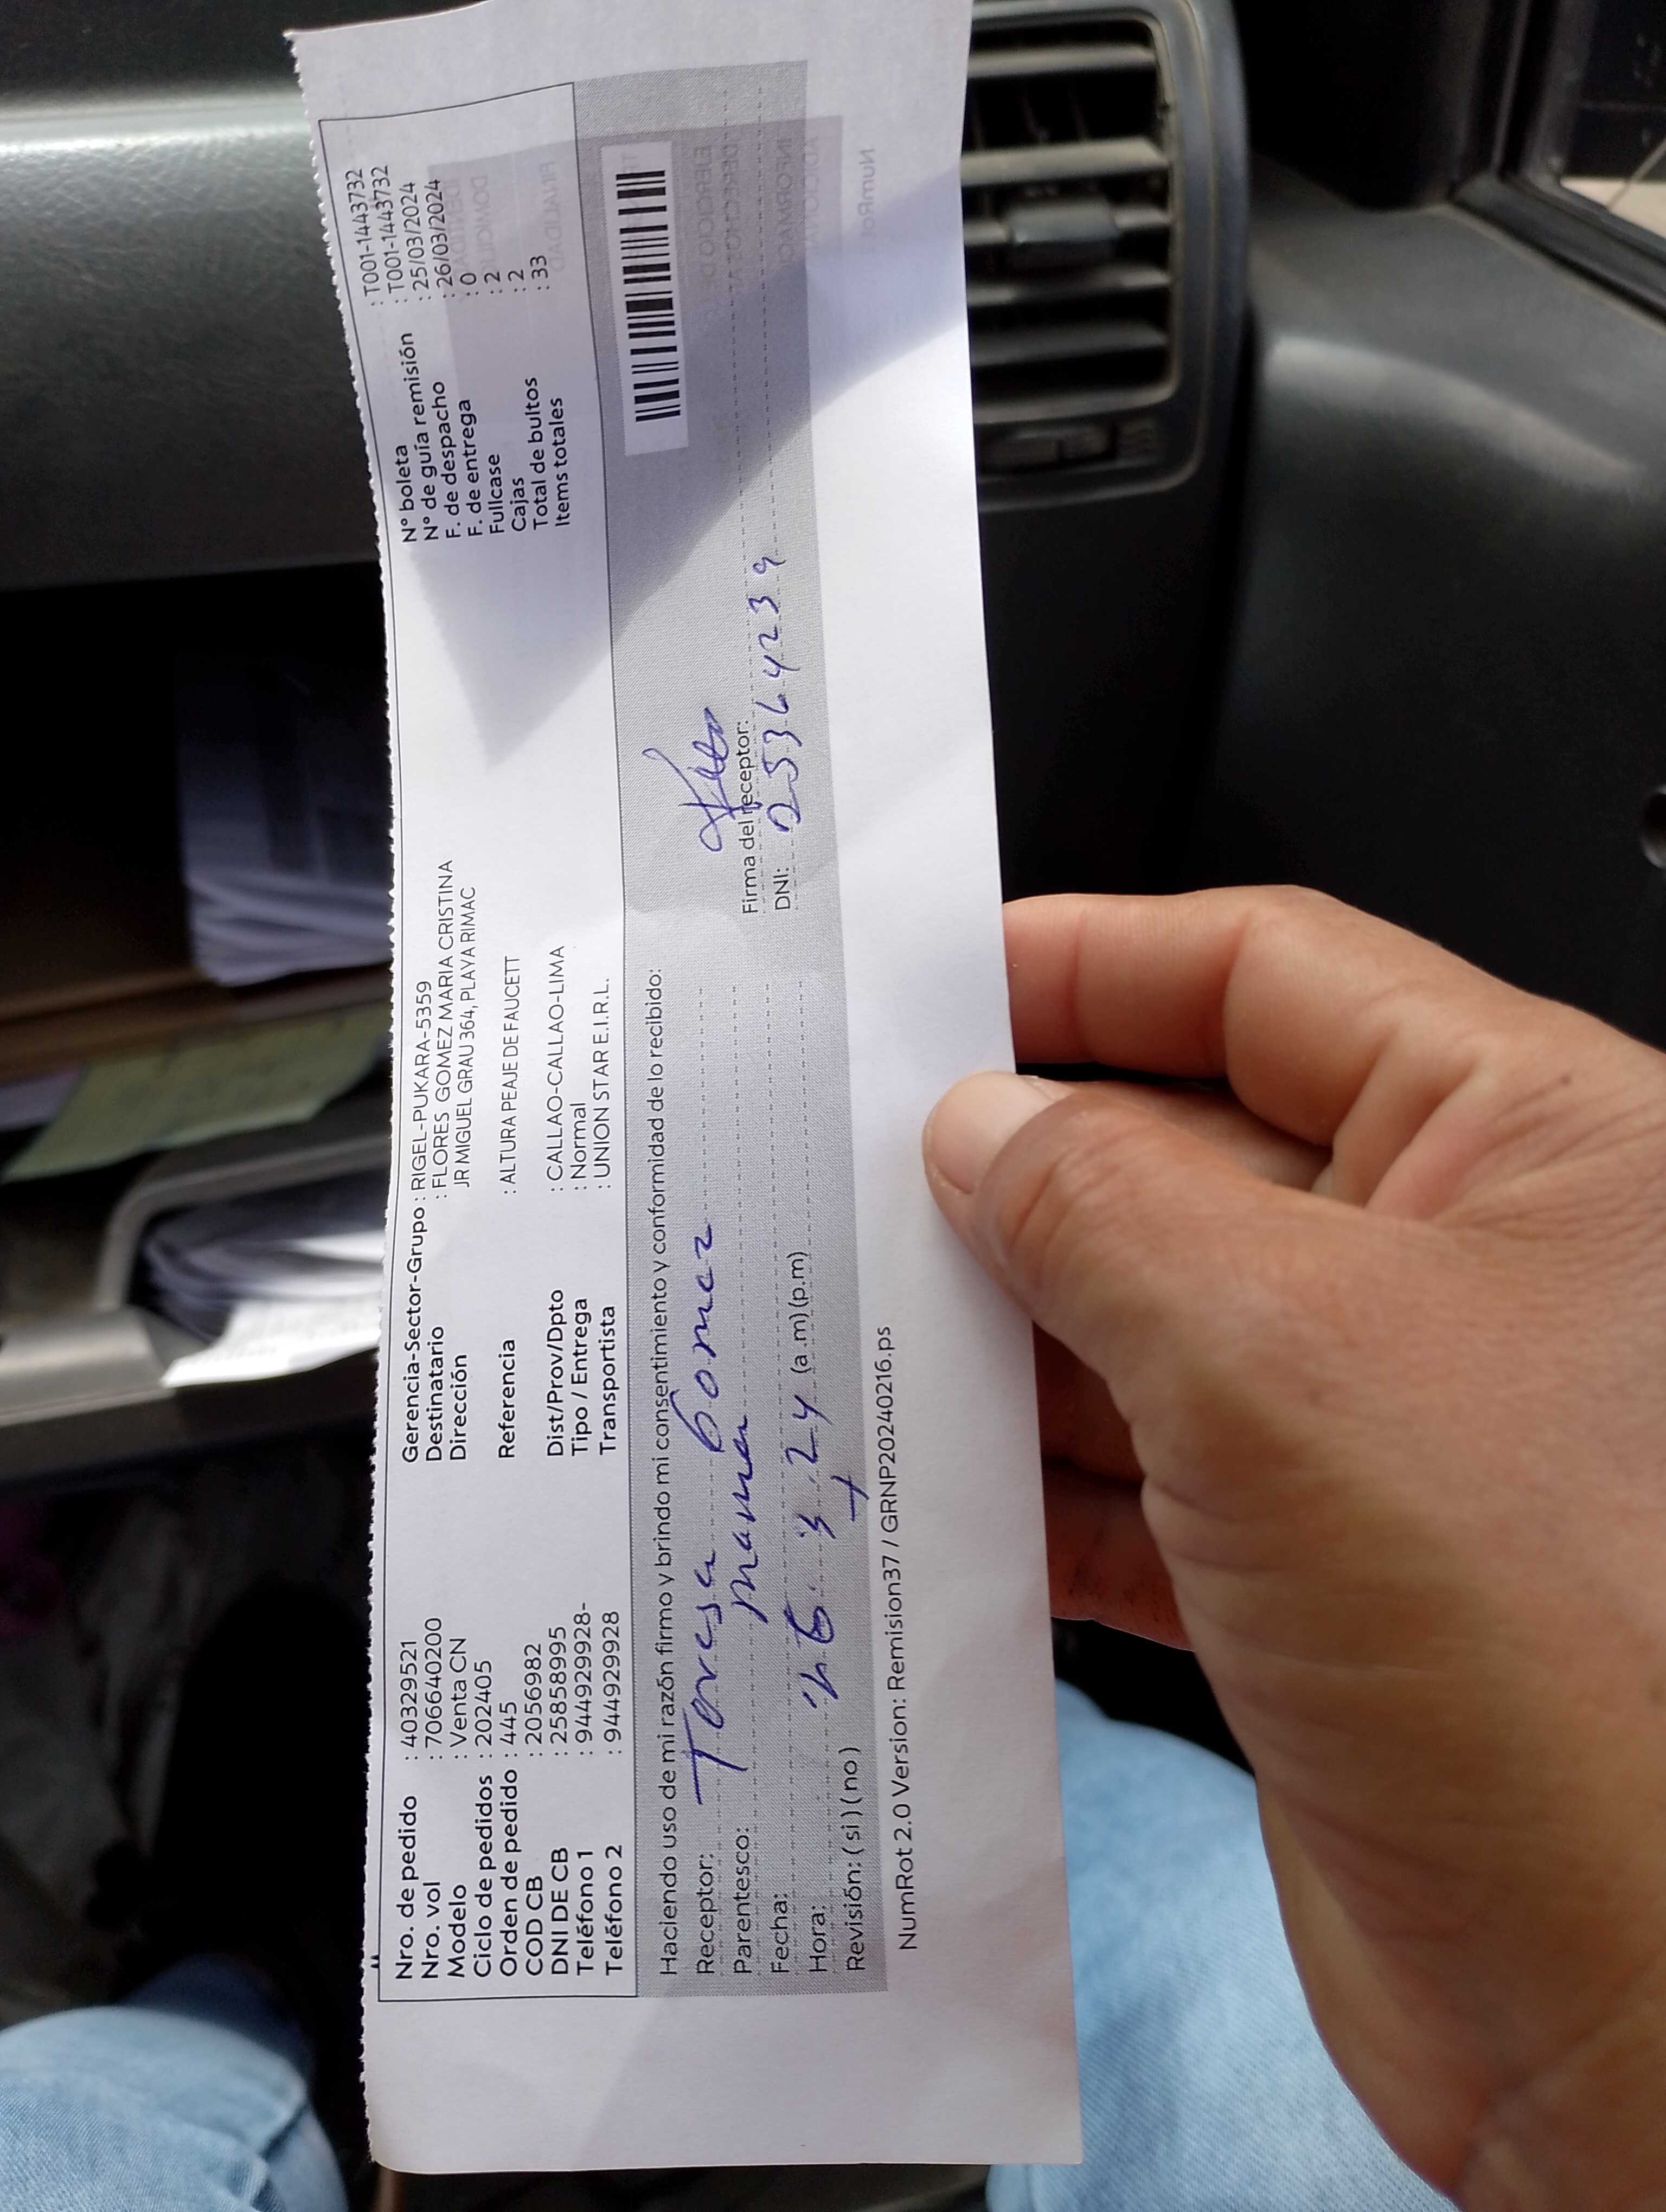 Nro. de pedido : 40329521
Nro. vol : 706640200
Modelo : Venta CN
Ciclo de pedidos : 202405
Orden de pedido : 445
COD CB : 2056982
DNI DE CB : 25858995
Teléfono 1 : 944929928-
Teléfono 2 : 944929928
Gerencia-Sector-Grupo : RIGEL-PUKARA-5359
Destinatario : FLORES GOMEZ MARIA CRISTINA
Dirección JR MIGUEL GRAU 364, PLAYA RIMAC
Referencia : ALTURA PEAJE DE FAUCETT
Dist/Prov/Dpto : CALLAO-CALLAO-LIMA
Tipo / Entrega : Normal
Transportista : UNION STAR E.I.R.L.
N° boleta : T001-1443732
N° de guía remisión : T001-1443732
F. de despacho : 25/03/2024
F. de entrega : 26/03/2024
Fullcase : 0
Cajas : 2
Total de bultos : 2
Items totales : 33
Haciendo uso de mi razón firmo y brindo mi consentimiento y conformidad de lo recibido:
Receptor: Teresa Gomez
Parentesco: mama
Fecha: 26.3.24
Hora: (a.m)(p.m)
Revisión: (si)(no)
Firma del receptor:
DNI: 25364239
NumRot 2.0 Version: Remision37 / GRNP20240216.ps